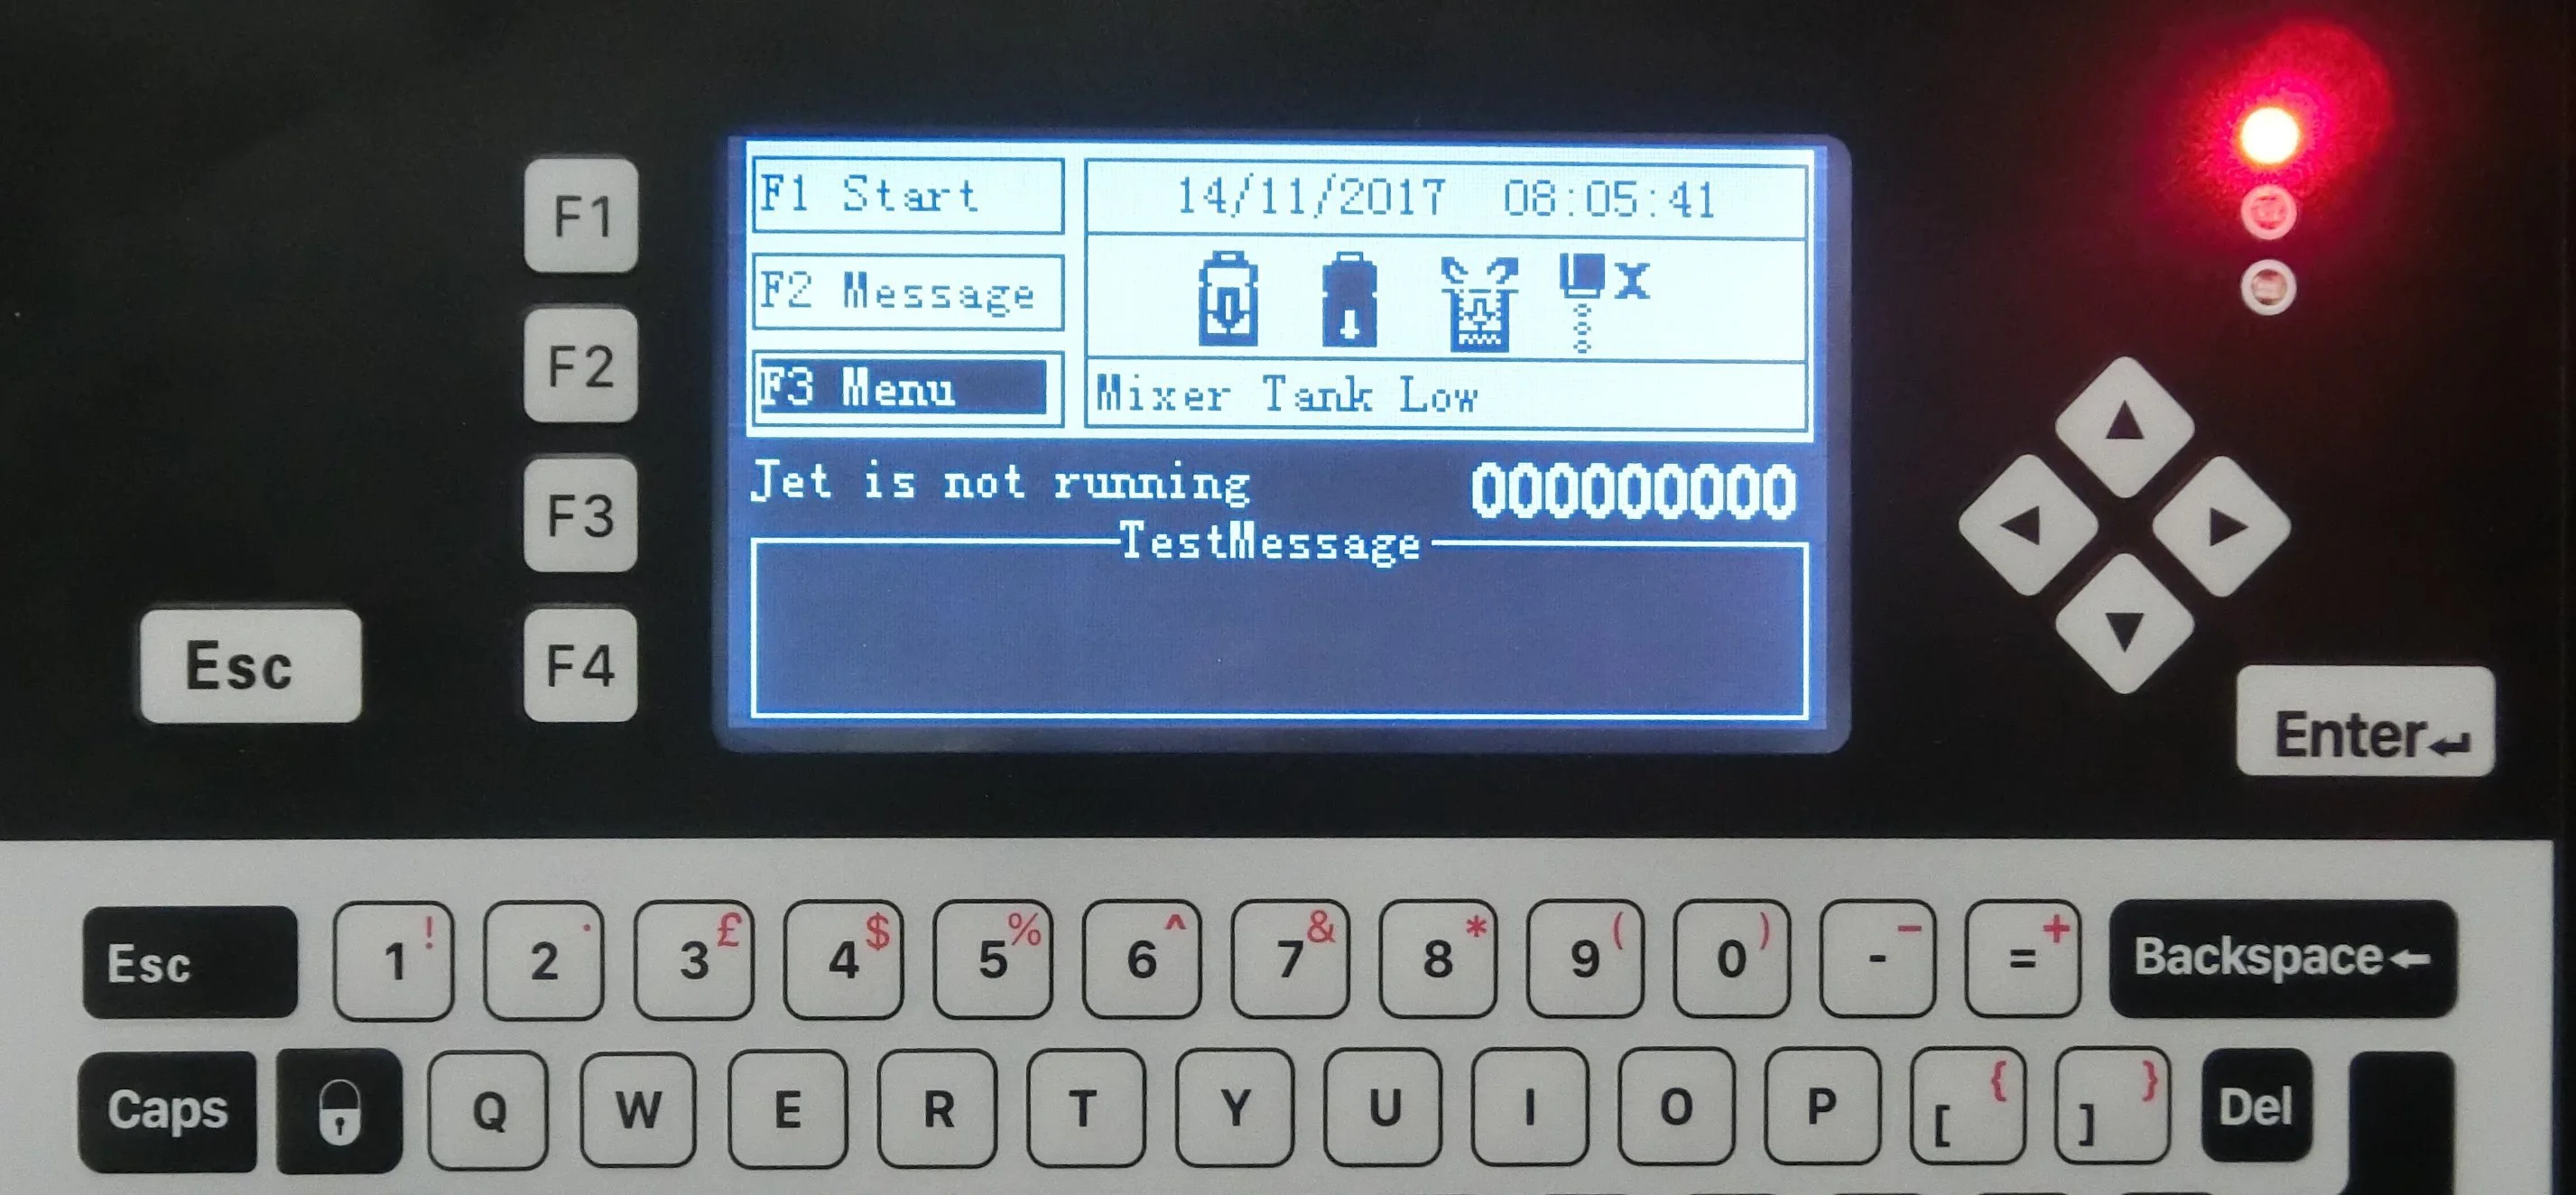 F1 Start
14/11/2017 08:05:41
F2 Message
F3 Menu
X
Mixer Tank Low
Jet is not running 000000000
TestMessage
F1
F2
F3
F4
Esc
Enter
Esc 1 ! 2 3 £ 4 $ 5 % 6 ^ 7 & 8 * 9 ( 0 ) - = + Backspace
Caps Q W E R T Y U I O P [ { ] } Del